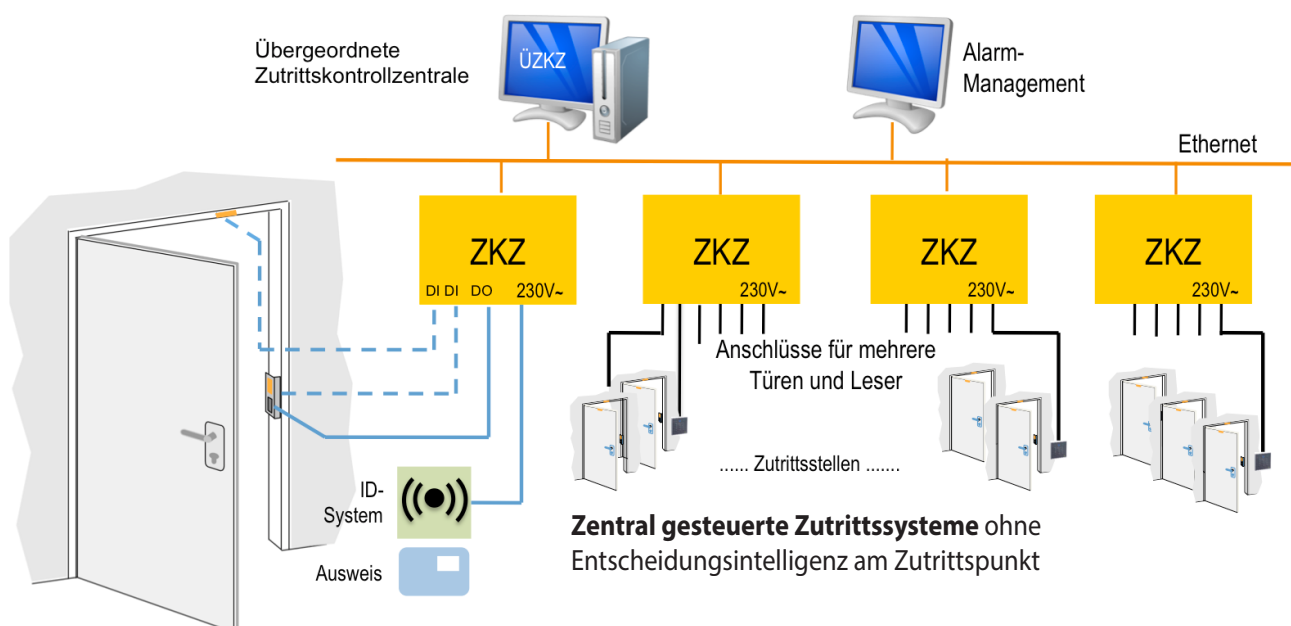 Übergeordnete
Zutrittskontrollzentrale
ÜZKZ
Alarm-
Management
Ethernet
ZKZ
DI DI DO 230V~
ZKZ
230V~
ZKZ
230V~
ZKZ
230V~
Anschlüsse für mehrere
Türen und Leser
...... Zutrittsstellen .......
ID-
System
Ausweis
Zentral gesteuerte Zutrittssysteme ohne
Entscheidungsintelligenz am Zutrittspunkt